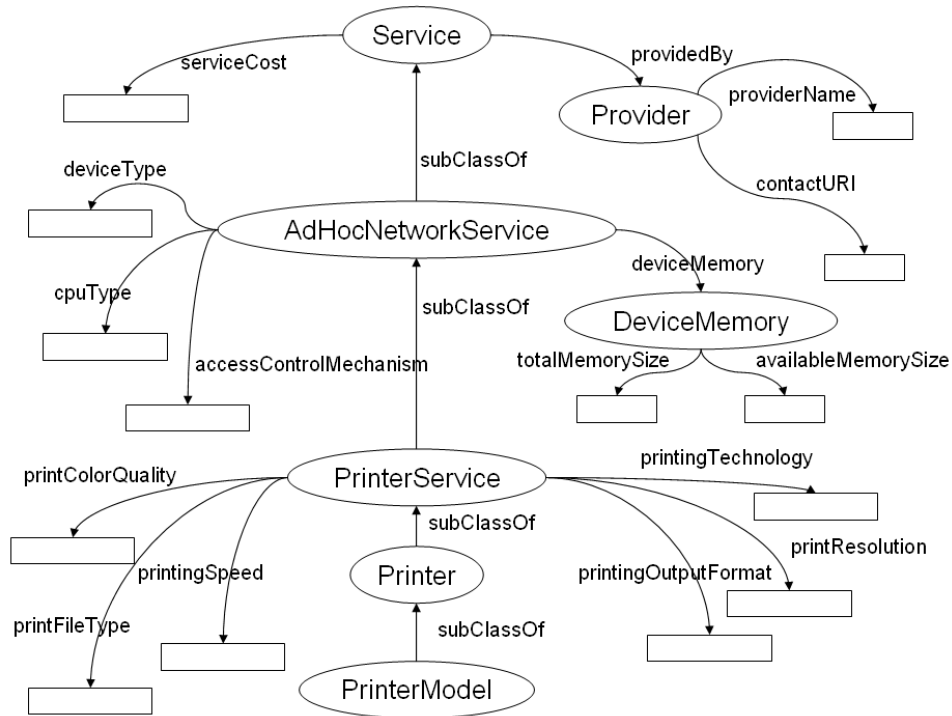 Service
serviceCost
providedBy
providerName
Provider
subClassOf
deviceType
contactURI
AdHocNetworkService
deviceMemory
cpuType
subClassOf
DeviceMemory
accessControlMechanism
totalMemorySize
availableMemorySize
printColorQuality
PrinterService
printingTechnology
subClassOf
printResolution
printingSpeed
Printer
printingOutputFormat
printFileType
subClassOf
PrinterModel